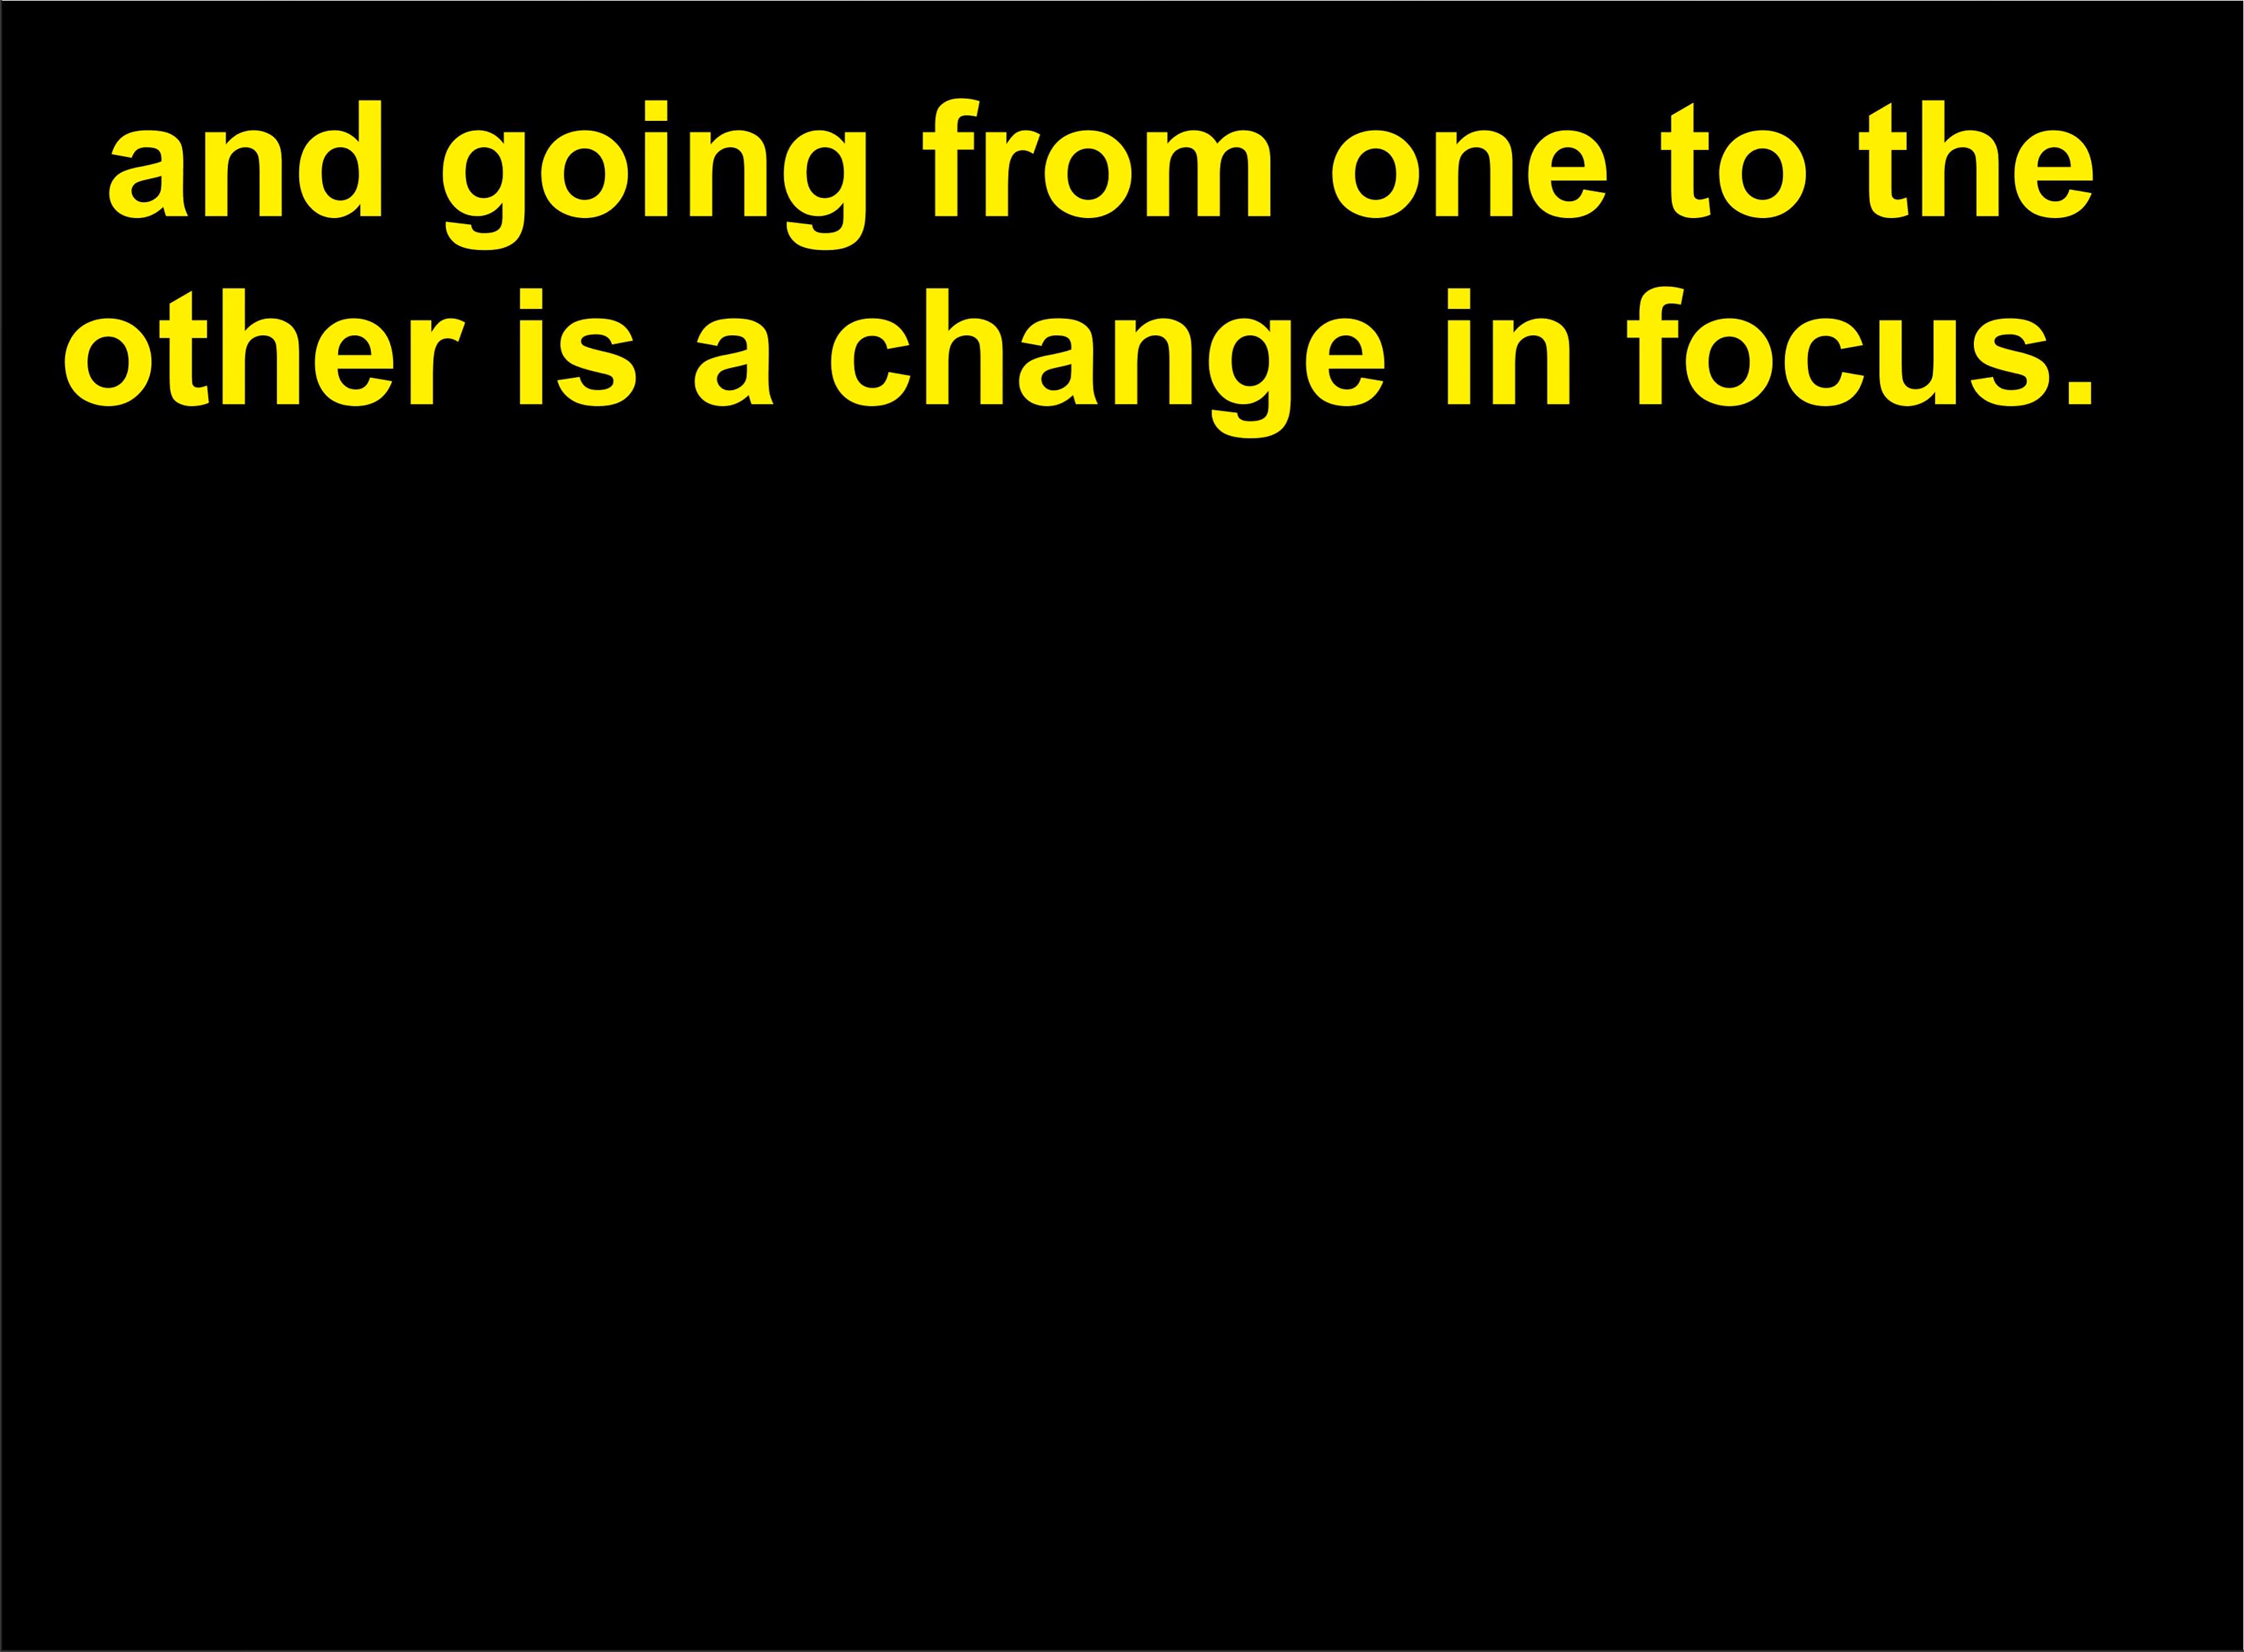 and going from one to the
other is a change in focus.